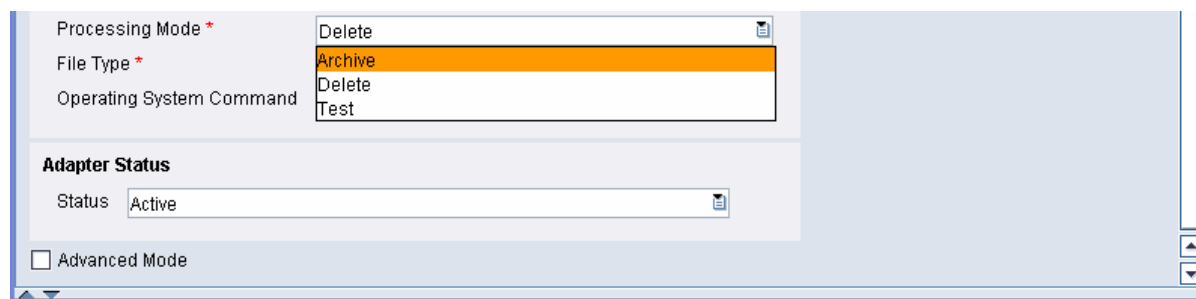 Processing Mode * Delete
File Type * Archive
Delete
Operating System Command Test
Adapter Status
Status Active
Advanced Mode